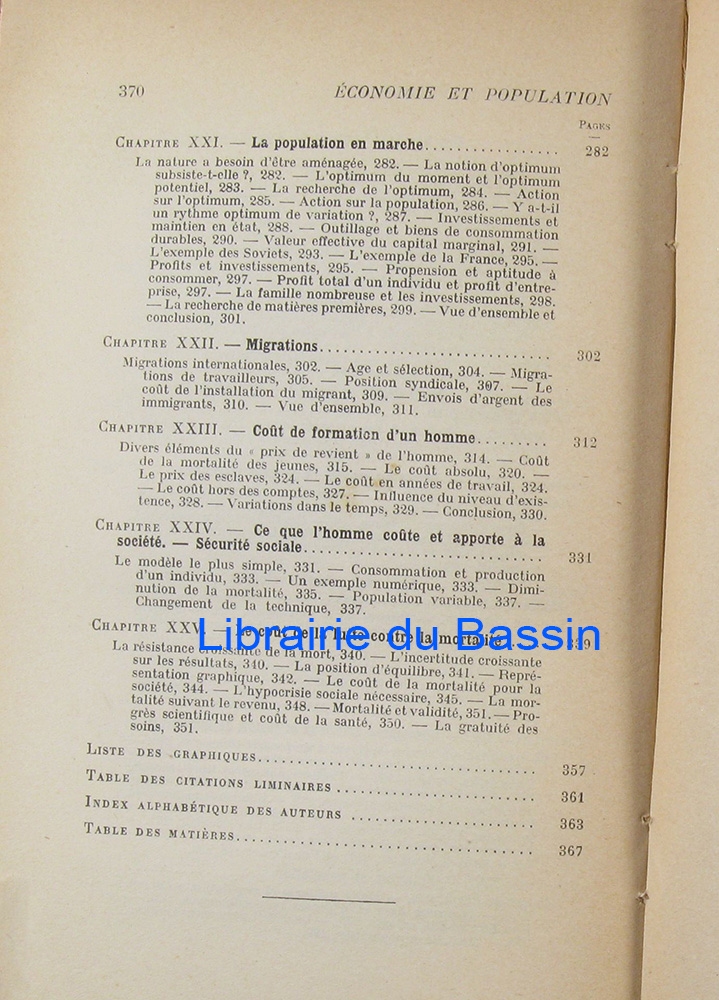 370 ÉCONOMIE ET POPULATION
PAGES
CHAPITRE XXI. — La population en marche................. 282
La nature a besoin d'être aménagée, 282. — La notion d'optimum
subsiste-t-elle ?, 282. — L'optimum du moment et l'optimum
potentiel, 283. — La recherche de l'optimum, 284. — Action
sur l'optimum, 285. — Action sur la population, 286. — Y a-t-il
un rythme optimum de variation ?, 287. — Investissements et
maintien en état, 288. — Outillage et biens de consommation
durables, 290. — Valeur effective du capital marginal, 291. —
L'exemple des Soviets, 293. — L'exemple de la France, 295. —
Profits et investissements, 295. — Propension et aptitude à
consommer, 297. — Profit total d'un individu et profit d'entre-
prise, 297. — La famille nombreuse et les investissements, 298.
— La recherche de matières premières, 299. — Vue d'ensemble et
conclusion, 301.
CHAPITRE XXII. — Migrations............................. 302
Migrations internationales, 302. — Age et sélection, 304. — Migra-
tions de travailleurs, 305. — Position syndicale, 307. — Le
coût de l'installation du migrant, 309. — Envois d'argent des
immigrants, 310. — Vue d'ensemble, 311.
CHAPITRE XXIII. — Coût de formation d'un homme......... 312
Divers éléments du « prix de revient » de l'homme, 314. — Coût
de la mortalité des jeunes, 315. — Le coût absolu, 320. —
Le prix des esclaves, 324. — Le coût en années de travail, 324.
— Le coût hors des comptes, 327. — Influence du niveau d'exis-
tence, 328. — Variations dans le temps, 329. — Conclusion, 330.
CHAPITRE XXIV. — Ce que l'homme coûte et apporte à la
société. — Sécurité sociale............................... 331
Le modèle le plus simple, 331. — Consommation et production
d'un individu, 333. — Un exemple numérique, 333. — Dimi-
nution de la mortalité, 335. — Population variable, 337. —
Changement de la technique, 337.
CHAPITRE XXV. — Le coût de la lutte contre la mortalité .. 339
Librairie du Bassin
La résistance croissante de la mort, 340. — L'incertitude croissante
sur les résultats, 340. — La position d'équilibre, 341. — Repré-
sentation graphique, 342. — Le coût de la mortalité pour la
société, 344. — L'hypocrisie sociale nécessaire, 345. — La mor-
talité suivant le revenu, 348. — Mortalité et validité, 351. — Pro-
grès scientifique et coût de la santé, 350. — La gratuité des
soins, 351.
LISTE DES GRAPHIQUES.................................... 357
TABLE DES CITATIONS LIMINAIRES ......................... 361
INDEX ALPHABÉTIQUE DES AUTEURS ....................... 363
TABLE DES MATIÈRES...................................... 367